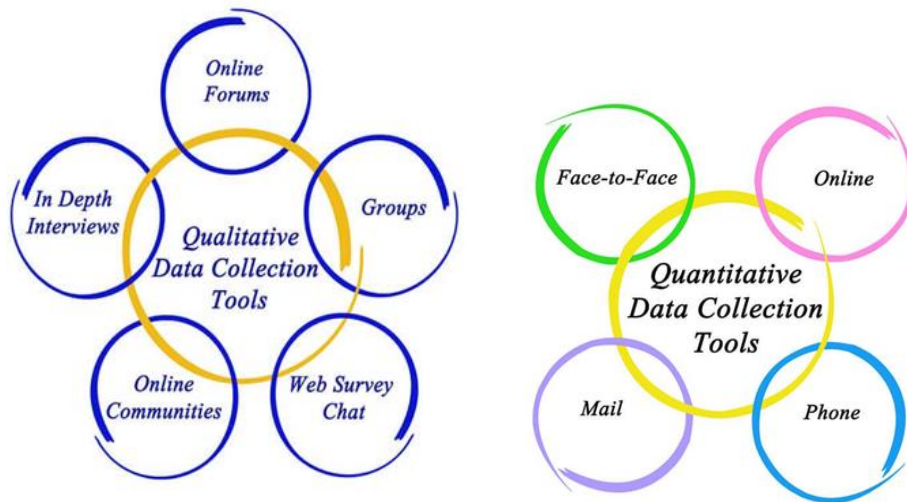 Online
Forums
In Depth
Interviews
Groups
Qualitative
Data Collection
Tools
Online
Communities
Web Survey
Chat
Face-to-Face
Online
Quantitative
Data Collection
Tools
Mail
Phone